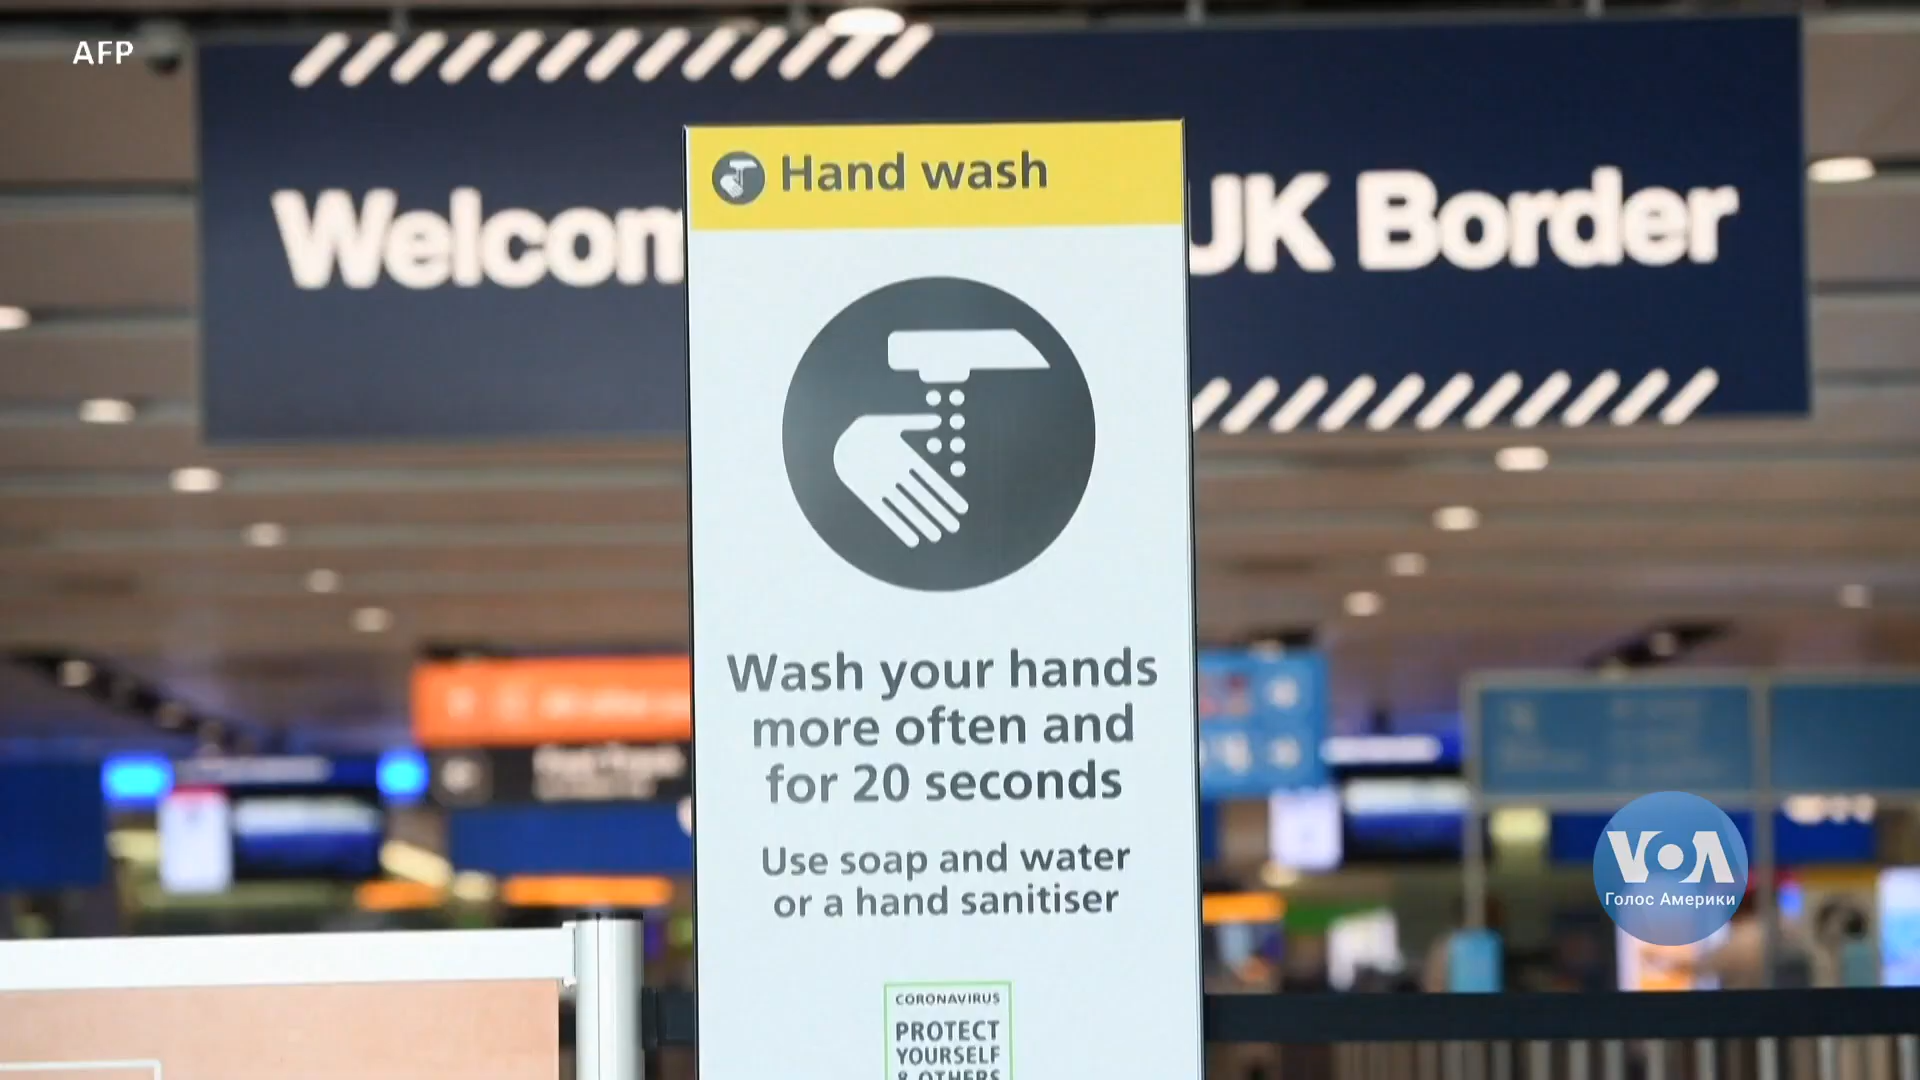 AFP
Welcom
UK Border
Hand wash
Wash your hands
more often and
for 20 seconds
Use soap and water
or a hand sanitiser
CORONAVIRUS
PROTECT
YOURSELF
& OTHERS
VOA
Голос Америки